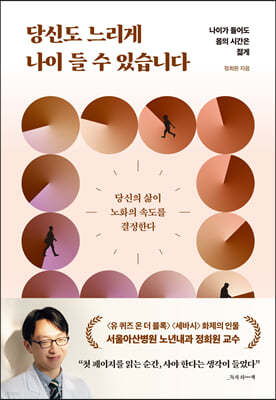 당신도 느리게
나이 들 수 있습니다
나이가 들어도
몸의 시간은
젊게
정희원 지음
당신의 삶이
노화의 속도를
결정한다
〈유 퀴즈 온 더 블록〉 〈세바시〉 화제의 인물
서울아산병원 노년내과 정희원 교수
“첫 페이지를 읽는 순간, 사야 한다는 생각이 들었다”